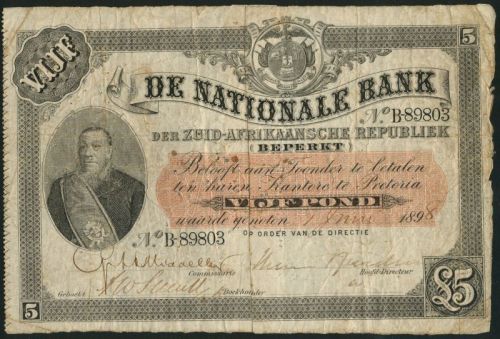 5
VIJF
DE NATIONALE BANK
No B-89803
DER ZUID-AFRIKAANSCHE REPUBLIEK
(BEPERKT)
Belooft aan Toonder te betalen
ten haren Kantore te Pretoria
VIJF POND
waarde genoten 1898
OP ORDER VAN DE DIRECTIE
No B-89803
Commissaris
Hoofd-Directeur
Geboekt
Boekhouder
5
£5